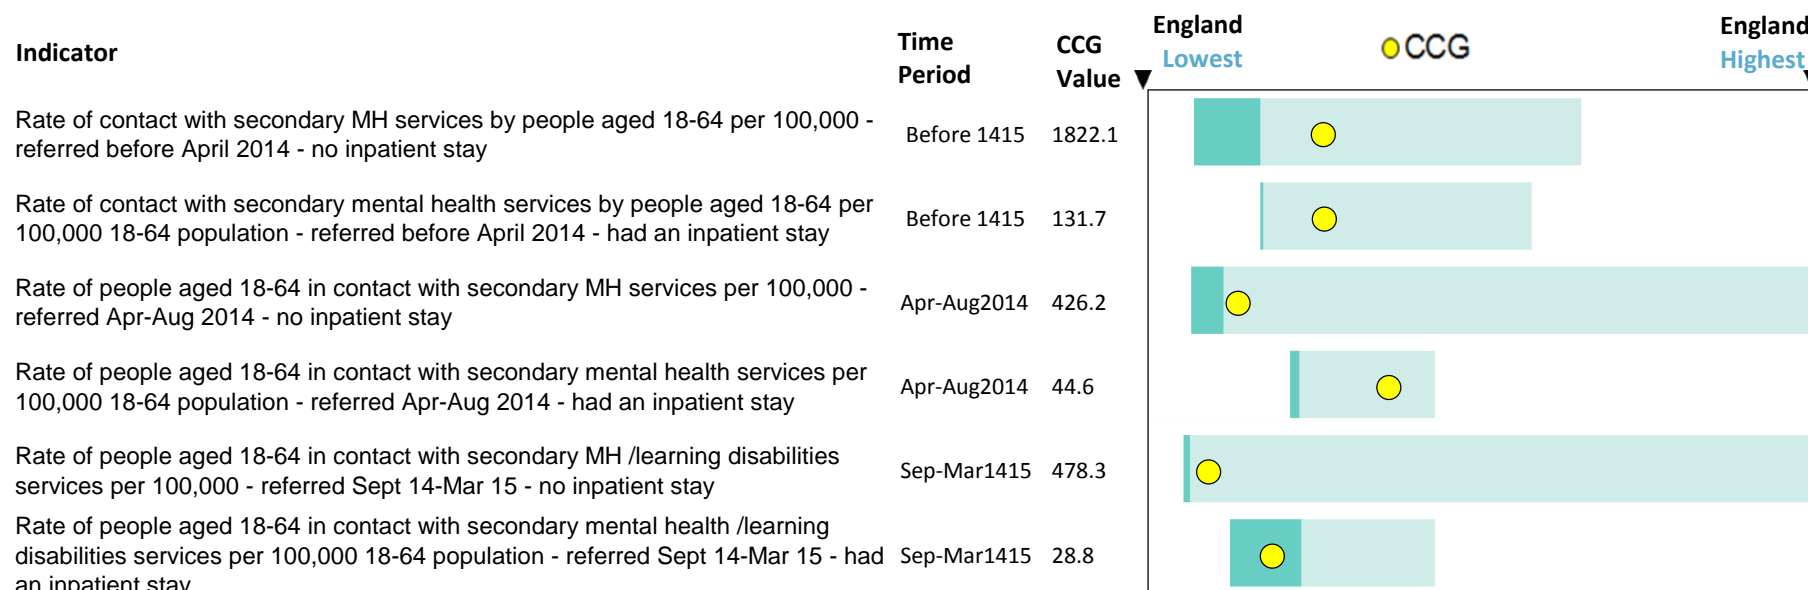 Indicator
Time Period
CCG Value
England Lowest
CCG
England Highest
Rate of contact with secondary MH services by people aged 18-64 per 100,000 -
referred before April 2014 - no inpatient stay
Before 1415
1822.1
Rate of contact with secondary mental health services by people aged 18-64 per
100,000 18-64 population - referred before April 2014 - had an inpatient stay
Before 1415
131.7
Rate of people aged 18-64 in contact with secondary MH services per 100,000 -
referred Apr-Aug 2014 - no inpatient stay
Apr-Aug2014
426.2
Rate of people aged 18-64 in contact with secondary mental health services per
100,000 18-64 population - referred Apr-Aug 2014 - had an inpatient stay
Apr-Aug2014
44.6
Rate of people aged 18-64 in contact with secondary MH /learning disabilities
services per 100,000 - referred Sept 14-Mar 15 - no inpatient stay
Sep-Mar1415
478.3
Rate of people aged 18-64 in contact with secondary mental health /learning
disabilities services per 100,000 18-64 population - referred Sept 14-Mar 15 - had
an inpatient stay
Sep-Mar1415
28.8